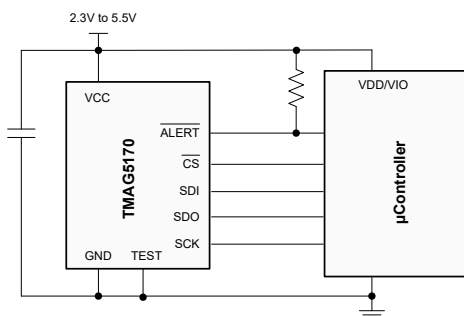 2.3V to 5.5V
VCC
VDD/VIO
ALERT
CS
SDI
SDO
SCK
GND TEST
TMAG5170
µController